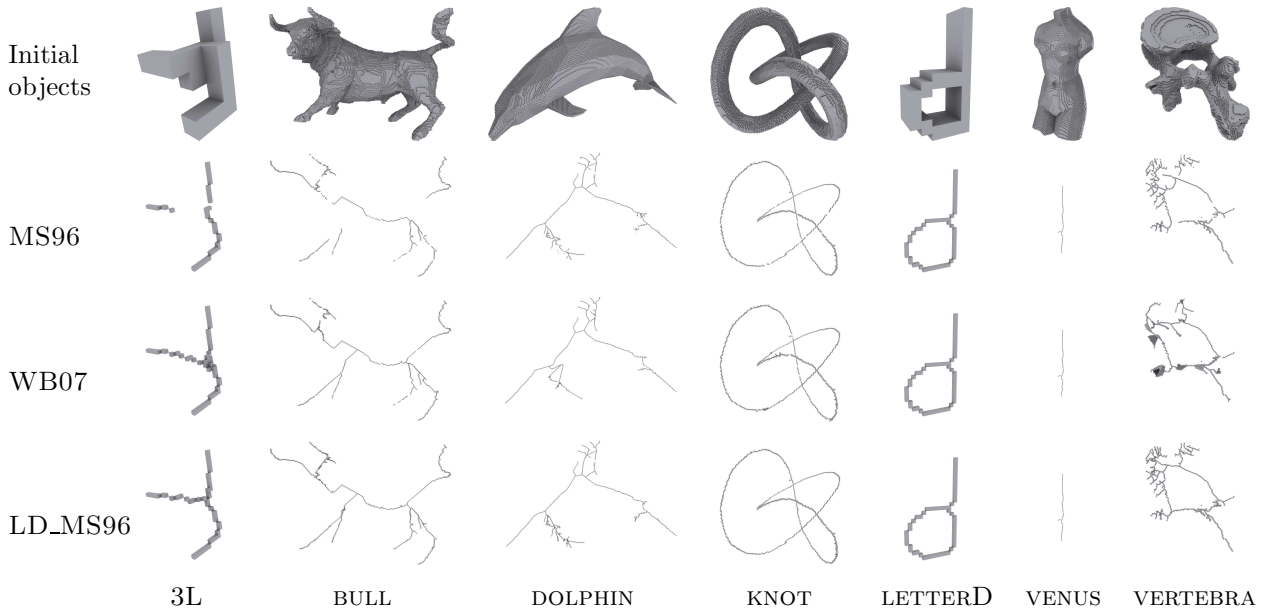 Initial
objects
MS96
WB07
LD_MS96
3L BULL DOLPHIN KNOT LETTERD VENUS VERTEBRA